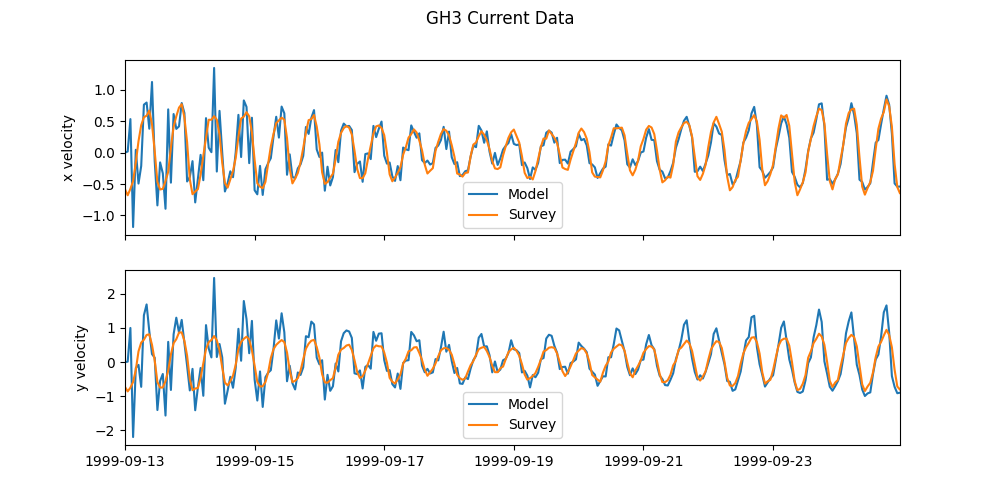 GH3 Current Data
x velocity
1.0
0.5
0.0
−0.5
−1.0
Model
Survey
y velocity
2
1
0
−1
−2
Model
Survey
1999-09-13 1999-09-15 1999-09-17 1999-09-19 1999-09-21 1999-09-23